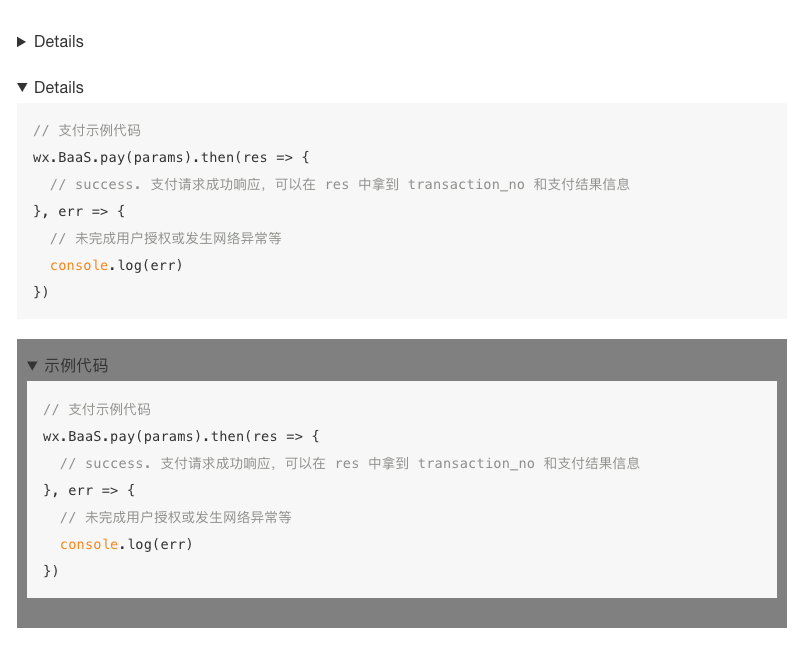 Details
Details
// 支付示例代码
wx.BaaS.pay(params).then(res => {
// success. 支付请求成功响应, 可以在 res 中拿到 transaction_no 和支付结果信息
}, err => {
// 未完成用户授权或发生网络异常等
console.log(err)
})
示例代码
// 支付示例代码
wx.BaaS.pay(params).then(res => {
// success. 支付请求成功响应, 可以在 res 中拿到 transaction_no 和支付结果信息
}, err => {
// 未完成用户授权或发生网络异常等
console.log(err)
})